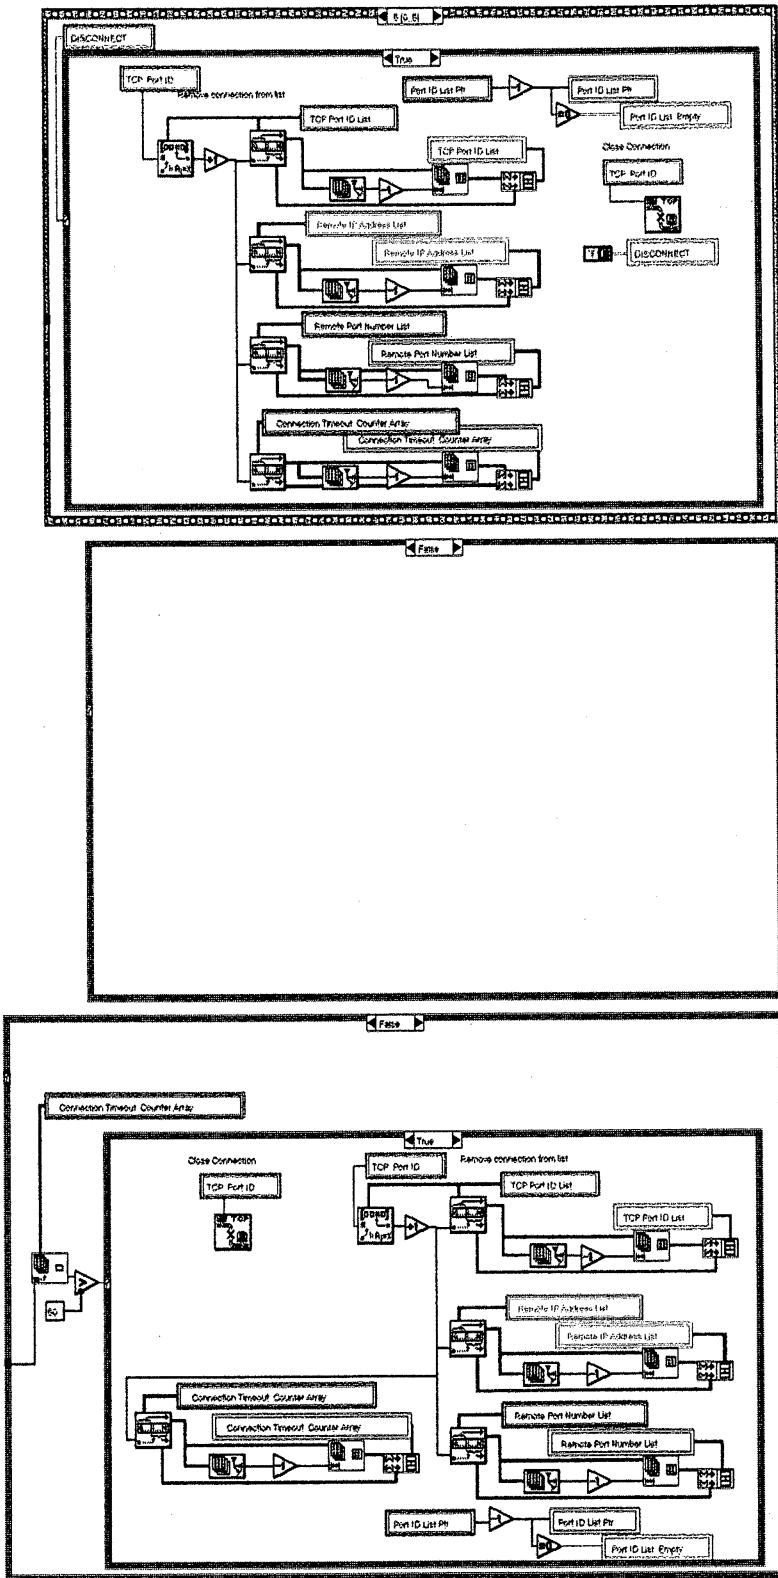 DISCONNECT
True
TCP Port ID
Remove connection from list
Port ID List Ptr
Port ID List Ptr
TCP Port ID List
Port ID List Empty
TCP Port ID List
Close Connection
TCP Port ID
TCP
Remote IP Address List
Remote IP Address List
DISCONNECT
Remote Port Number List
Remote Port Number List
Connection Timeout Counter Array
Connection Timeout Counter Array
False
False
Connection Timeout Counter Array
True
Close Connection
TCP Port ID
Remove connection from list
TCP Port ID
TCP Port ID List
TCP
TCP Port ID List
60
Remote IP Address List
Remote IP Address List
Connection Timeout Counter Array
Remote Port Number List
Connection Timeout Counter Array
Remote Port Number List
Port ID List Ptr
Port ID List Ptr
Port ID List Empty